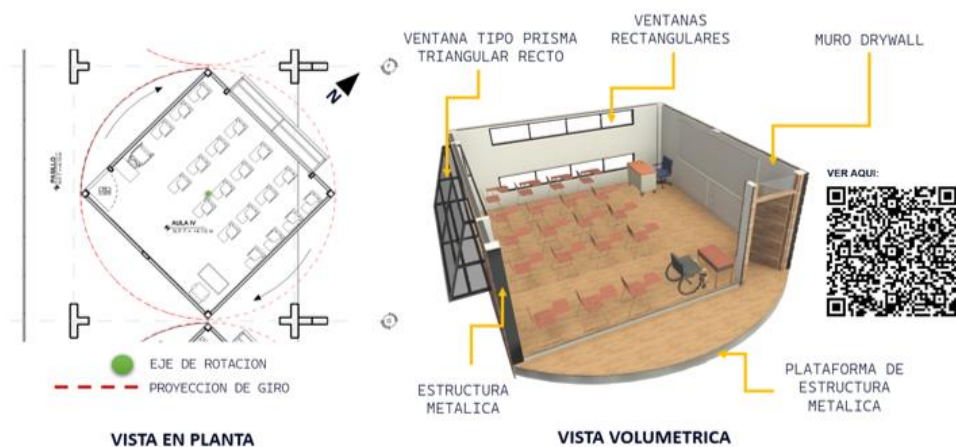 VENTANA TIPO PRISMA
TRIANGULAR RECTO
VENTANAS
RECTANGULARES
MURO DRYWALL
N
PASILLO
AULA IV
VER AQUI:
EJE DE ROTACION
PROYECCION DE GIRO
ESTRUCTURA
METALICA
PLATAFORMA DE
ESTRUCTURA
METALICA
VISTA EN PLANTA
VISTA VOLUMETRICA